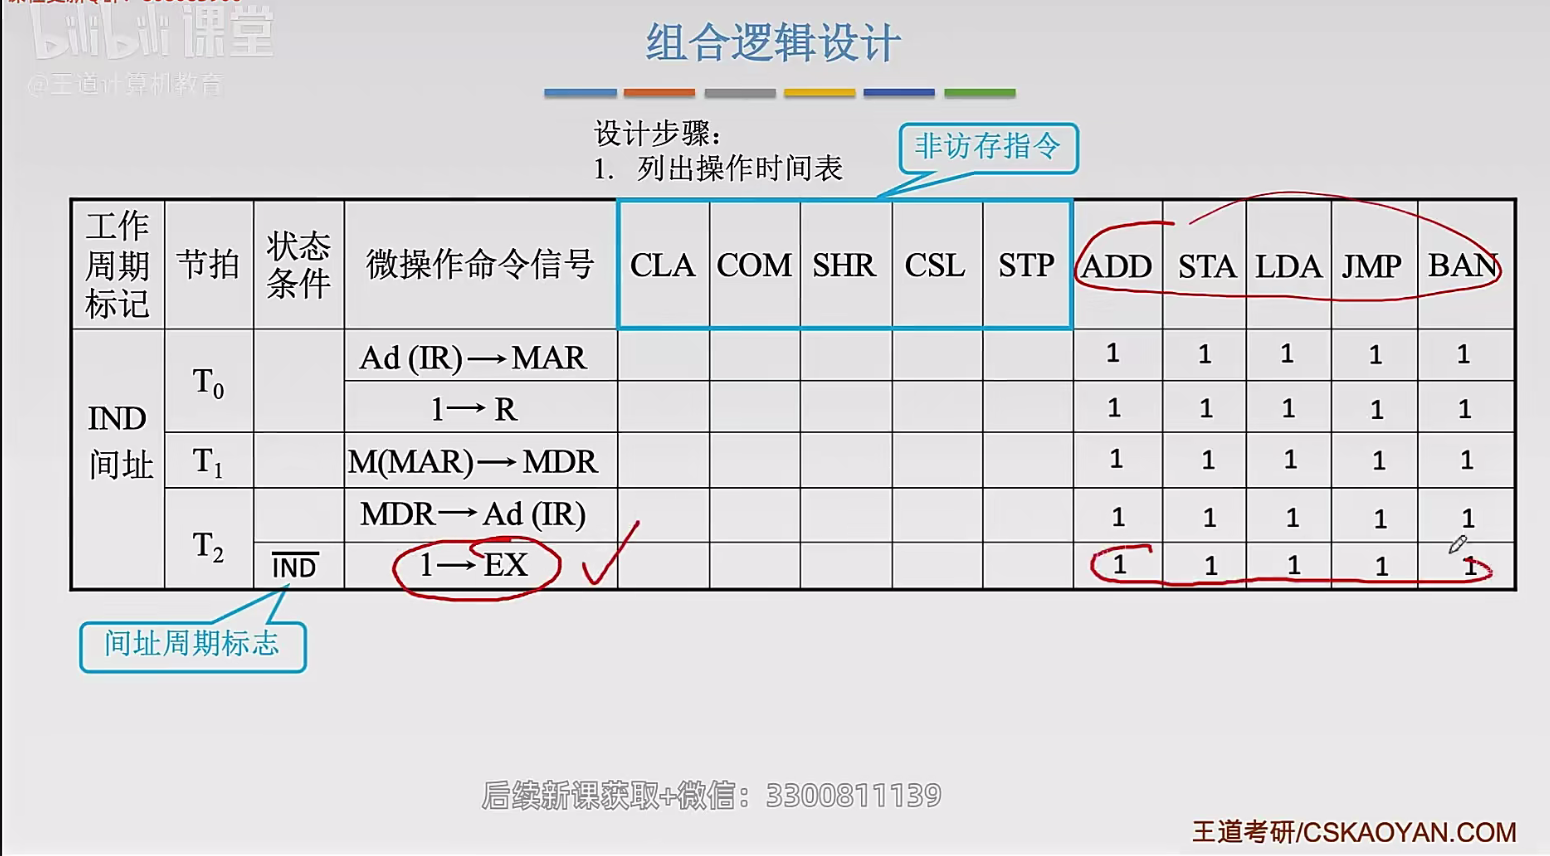 bilibili课堂
@王道计算机教育
组合逻辑设计
设计步骤：
1. 列出操作时间表
非访存指令
工作周期标记 节拍 状态条件 微操作命令信号 CLA COM SHR CSL STP ADD STA LDA JMP BAN
IND 间址 T₀ Ad (IR)→MAR 1 1 1 1 1
1→R 1 1 1 1 1
T₁ M(MAR)→MDR 1 1 1 1 1
T₂ MDR→Ad (IR) 1 1 1 1 1
I̅N̅D̅ 1→EX 1 1 1 1 1
间址周期标志
后续新课获取+微信：3300811139
王道考研/CSKAOYAN.COM